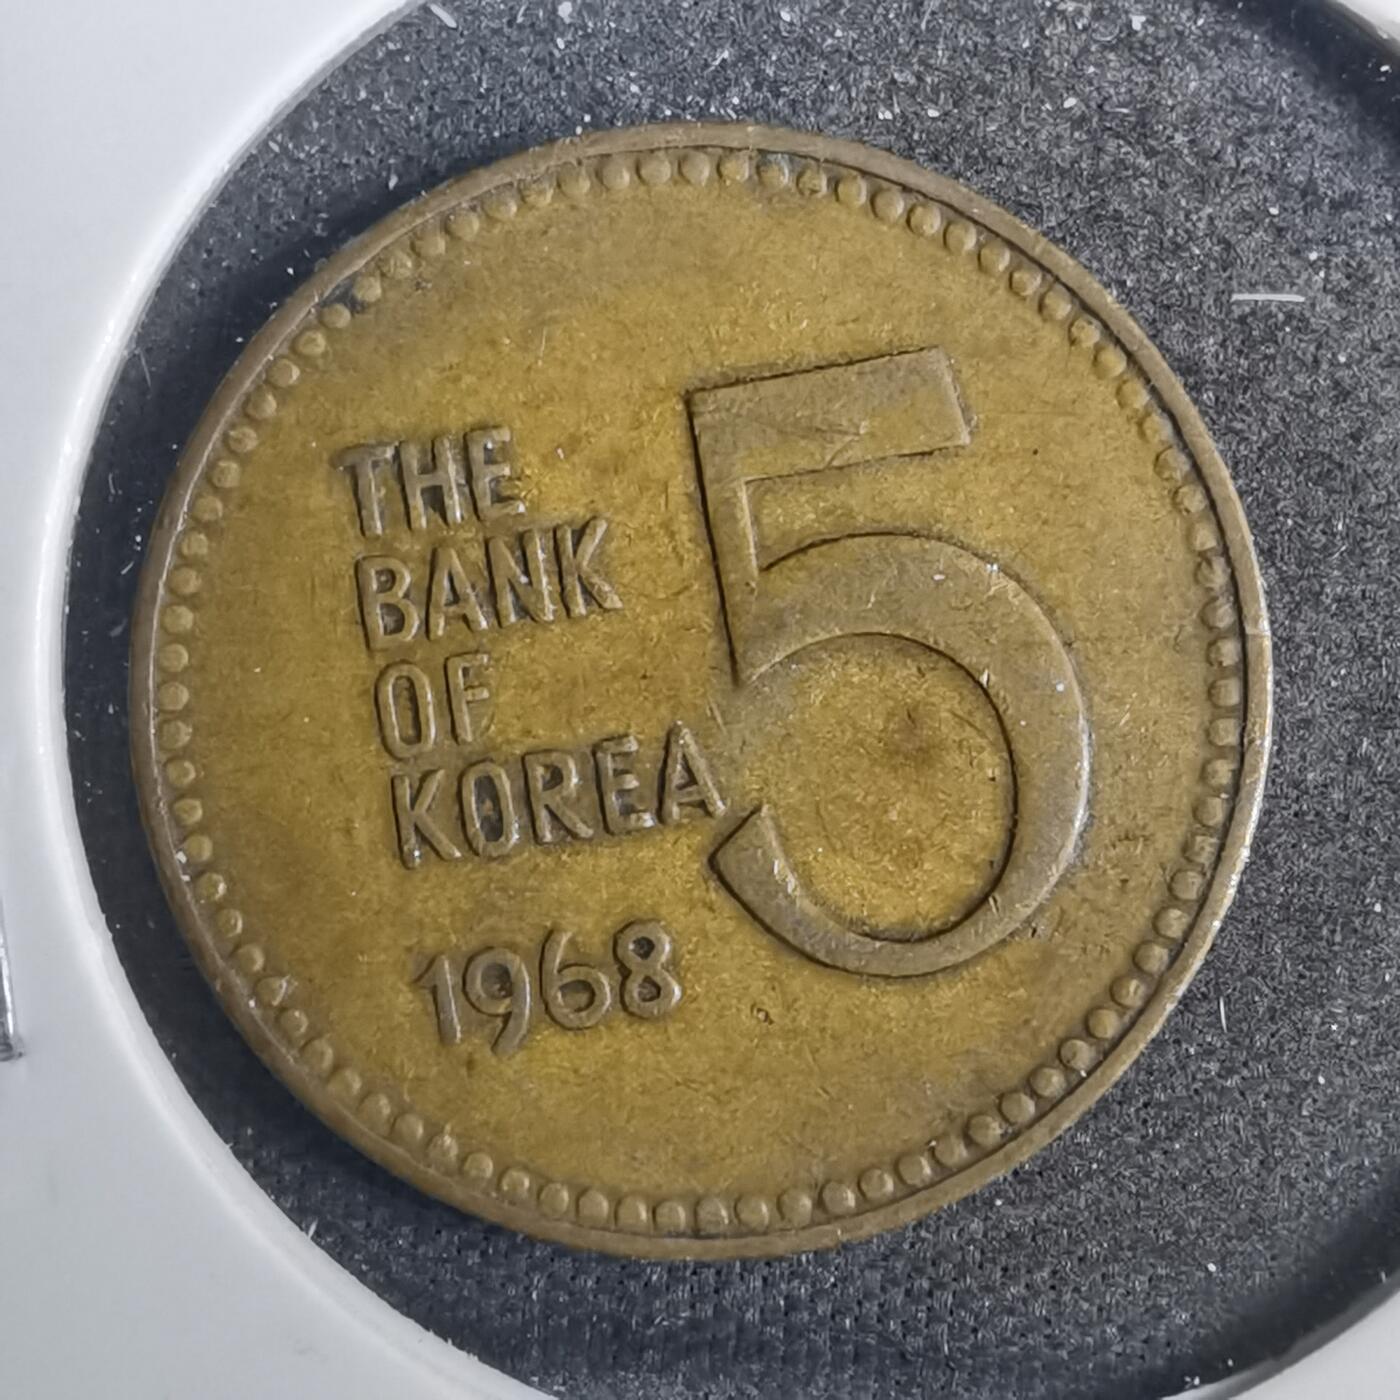 THE
BANK
OF
KOREA
1968
5